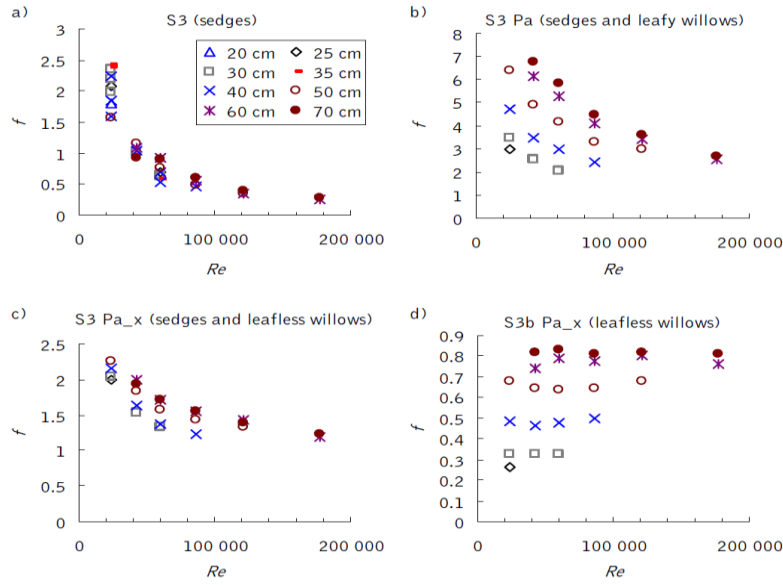 a) S3 (sedges)
3
2.5
2
1.5
1
0.5
0
f
20 cm 25 cm
30 cm 35 cm
40 cm 50 cm
60 cm 70 cm
0 100 000 200 000
Re
b) S3 Pa (sedges and leafy willows)
8
7
6
5
4
3
2
1
0
f
0 100 000 200 000
Re
c) S3 Pa_x (sedges and leafless willows)
2.5
2
1.5
1
0.5
0
f
0 100 000 200 000
Re
d) S3b Pa_x (leafless willows)
0.9
0.8
0.7
0.6
0.5
0.4
0.3
0.2
0.1
0
f
0 100 000 200 000
Re